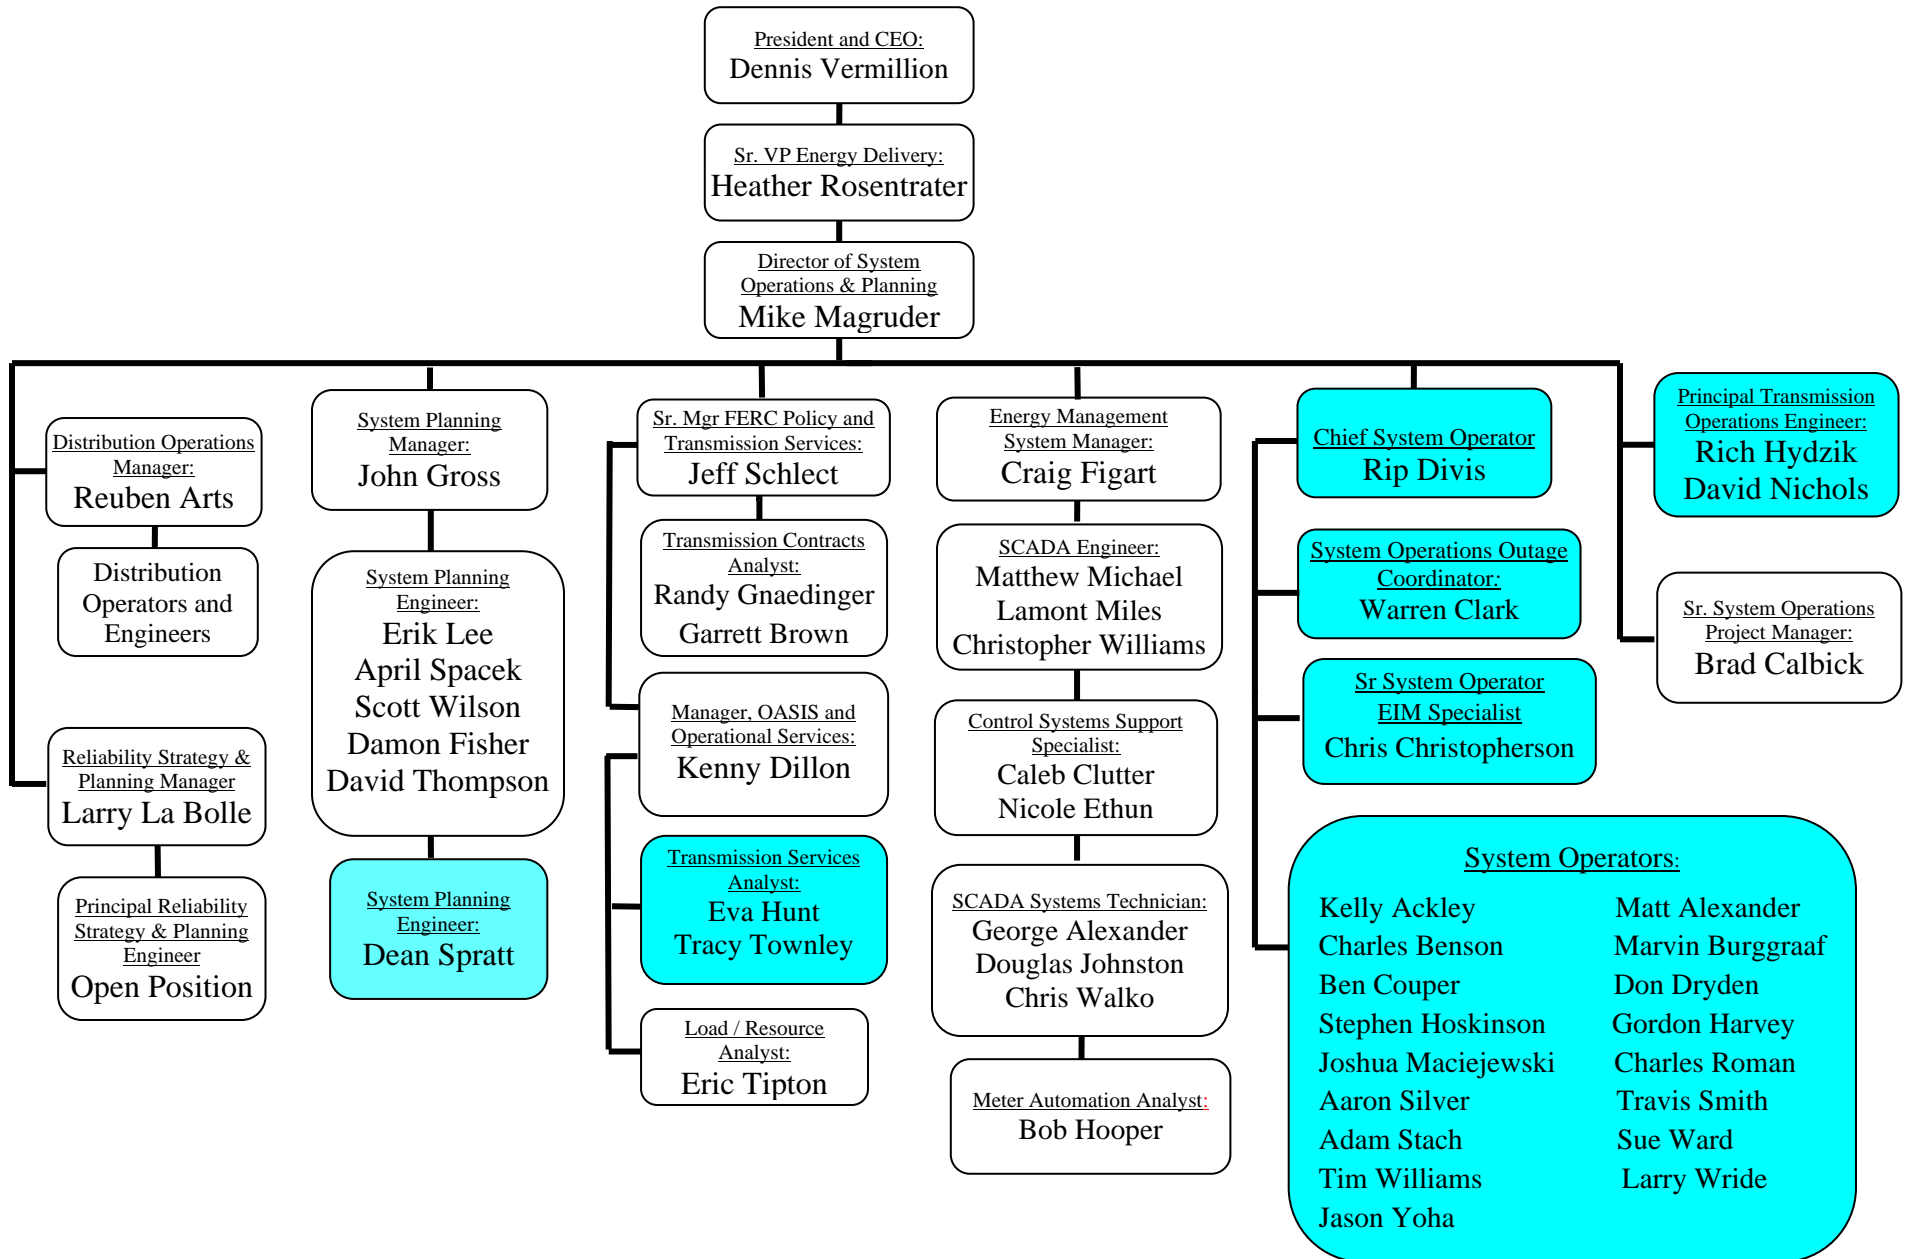 President and CEO:
Dennis Vermillion
Sr. VP Energy Delivery:
Heather Rosentrater
Director of System
Operations & Planning
Mike Magruder
Distribution Operations
Manager:
Reuben Arts
Distribution
Operators and
Engineers
Reliability Strategy &
Planning Manager
Larry La Bolle
Principal Reliability
Strategy & Planning
Engineer
Open Position
System Planning
Manager:
John Gross
System Planning
Engineer:
Erik Lee
April Spacek
Scott Wilson
Damon Fisher
David Thompson
System Planning
Engineer:
Dean Spratt
Sr. Mgr FERC Policy and
Transmission Services:
Jeff Schlect
Transmission Contracts
Analyst:
Randy Gnaedinger
Garrett Brown
Manager, OASIS and
Operational Services:
Kenny Dillon
Transmission Services
Analyst:
Eva Hunt
Tracy Townley
Load / Resource
Analyst:
Eric Tipton
Energy Management
System Manager:
Craig Figart
SCADA Engineer:
Matthew Michael
Lamont Miles
Christopher Williams
Control Systems Support
Specialist:
Caleb Clutter
Nicole Ethun
SCADA Systems Technician:
George Alexander
Douglas Johnston
Chris Walko
Meter Automation Analyst:
Bob Hooper
Chief System Operator
Rip Divis
System Operations Outage
Coordinator:
Warren Clark
Sr System Operator
EIM Specialist
Chris Christopherson
System Operators:
Kelly Ackley Matt Alexander
Charles Benson Marvin Burggraaf
Ben Couper Don Dryden
Stephen Hoskinson Gordon Harvey
Joshua Maciejewski Charles Roman
Aaron Silver Travis Smith
Adam Stach Sue Ward
Tim Williams Larry Wride
Jason Yoha
Principal Transmission
Operations Engineer:
Rich Hydzik
David Nichols
Sr. System Operations
Project Manager:
Brad Calbick